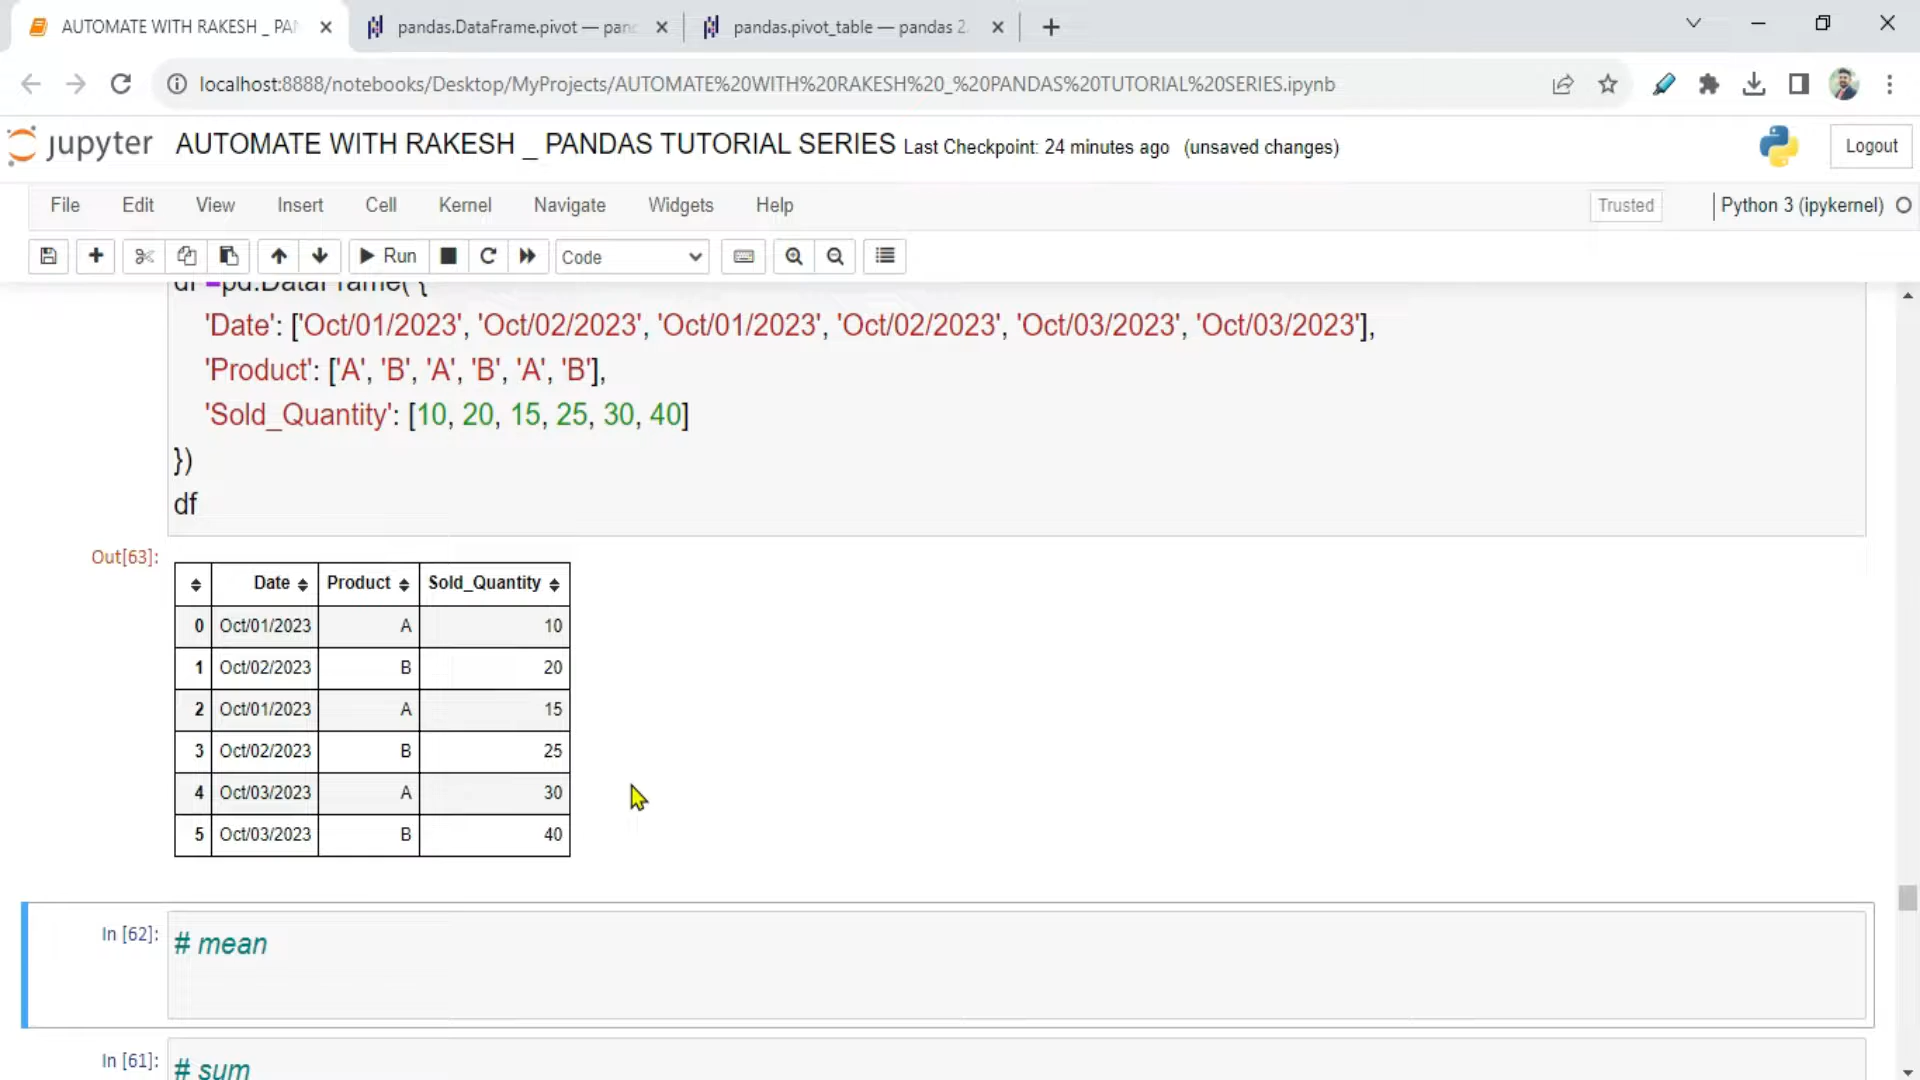 AUTOMATE WITH RAKESH _ PAN
pandas.DataFrame.pivot — pand
pandas.pivot_table — pandas 2.
localhost:8888/notebooks/Desktop/MyProjects/AUTOMATE%20WITH%20RAKESH%20_%20PANDAS%20TUTORIAL%20SERIES.ipynb
jupyter AUTOMATE WITH RAKESH _ PANDAS TUTORIAL SERIES Last Checkpoint: 24 minutes ago (unsaved changes)
Logout
File Edit View Insert Cell Kernel Navigate Widgets Help
Trusted Python 3 (ipykernel)
Run Code
df =pd.DataFrame( {
'Date': ['Oct/01/2023', 'Oct/02/2023', 'Oct/01/2023', 'Oct/02/2023', 'Oct/03/2023', 'Oct/03/2023'],
'Product': ['A', 'B', 'A', 'B', 'A', 'B'],
'Sold_Quantity': [10, 20, 15, 25, 30, 40]
})
df
Out[63]:
Date Product Sold_Quantity
0 Oct/01/2023 A 10
1 Oct/02/2023 B 20
2 Oct/01/2023 A 15
3 Oct/02/2023 B 25
4 Oct/03/2023 A 30
5 Oct/03/2023 B 40
In [62]: # mean
In [61]: # sum